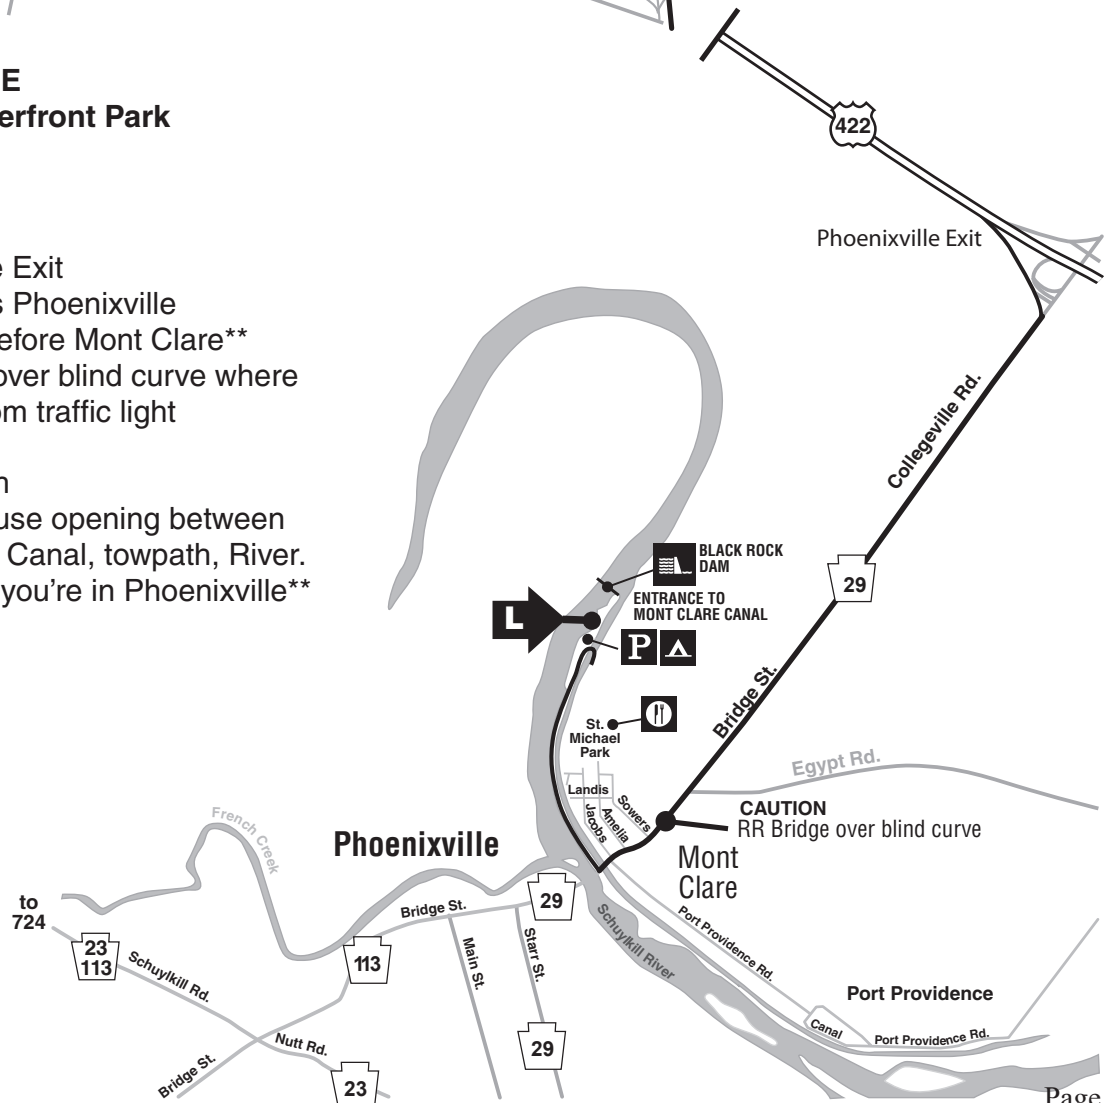 E
erfront Park
422
Phoenixville Exit
e Exit
s Phoenixville
efore Mont Clare**
over blind curve where
om traffic light
n
use opening between
Canal, towpath, River.
you're in Phoenixville**
Collegeville Rd.
29
BLACK ROCK
DAM
ENTRANCE TO
MONT CLARE CANAL
L
P
Bridge St.
St.
Michael
Park
Egypt Rd.
Landis
Jacobs
Amelia
Sowers
CAUTION
RR Bridge over blind curve
Mont
Clare
French Creek
Phoenixville
to
724
23
113
Schuylkill Rd.
Bridge St.
113
29
Main St.
Starr St.
Schuylkill River
Port Providence Rd.
Port Providence
Canal
Port Providence Rd.
Nutt Rd.
29
Bridge St.
23
Page